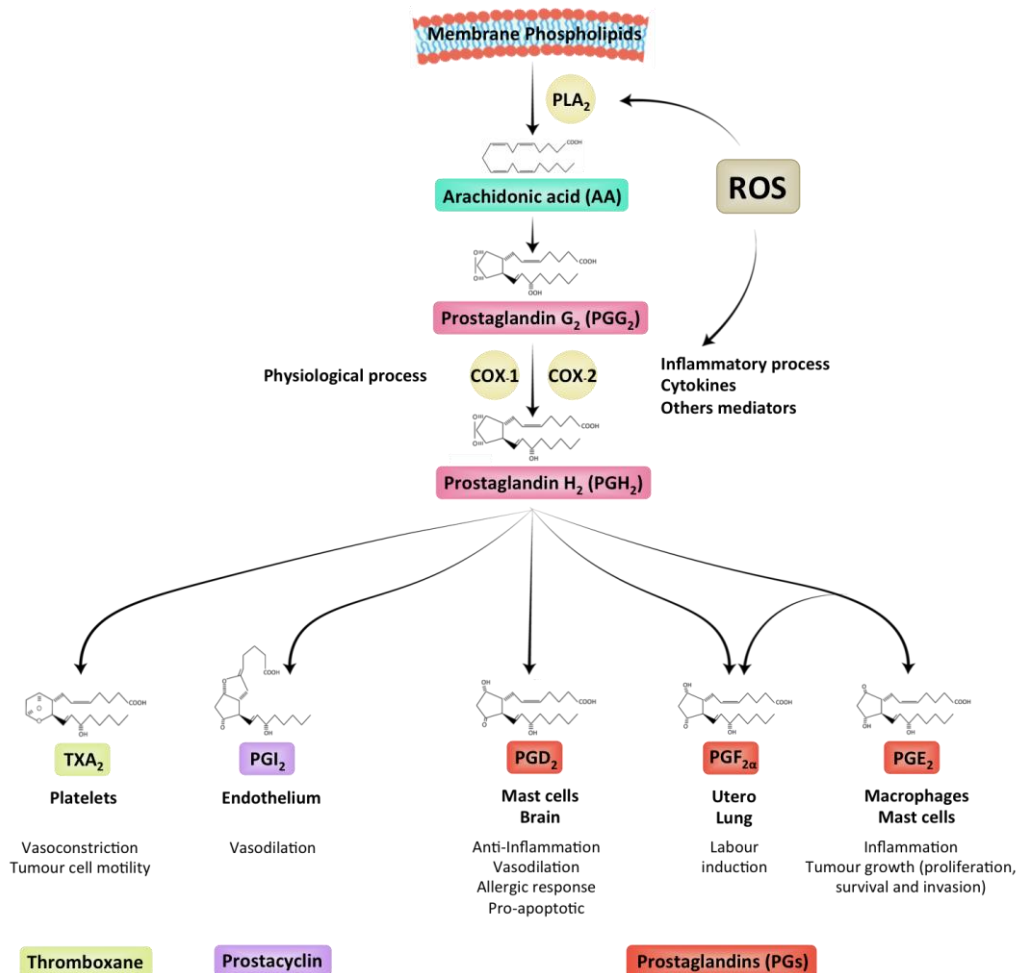 Membrane Phospholipids
PLA₂
COOH
ROS
Arachidonic acid (AA)
COOH
OOH
Prostaglandin G₂ (PGG₂)
Physiological process
COX-1
COX-2
Inflammatory process
Cytokines
Others mediators
COOH
OH
Prostaglandin H₂ (PGH₂)
COOH
O
OH
COOH
O
OH
OH
COOH
O
OH
OH
COOH
O
OH
O
COOH
OH
OH
TXA₂
PGI₂
PGD₂
PGF₂α
PGE₂
Platelets
Endothelium
Mast cells
Brain
Utero
Lung
Macrophages
Mast cells
Vasoconstriction
Tumour cell motility
Vasodilation
Anti-Inflammation
Vasodilation
Allergic response
Pro-apoptotic
Labour
induction
Inflammation
Tumour growth (proliferation,
survival and invasion)
Thromboxane
Prostacyclin
Prostaglandins (PGs)